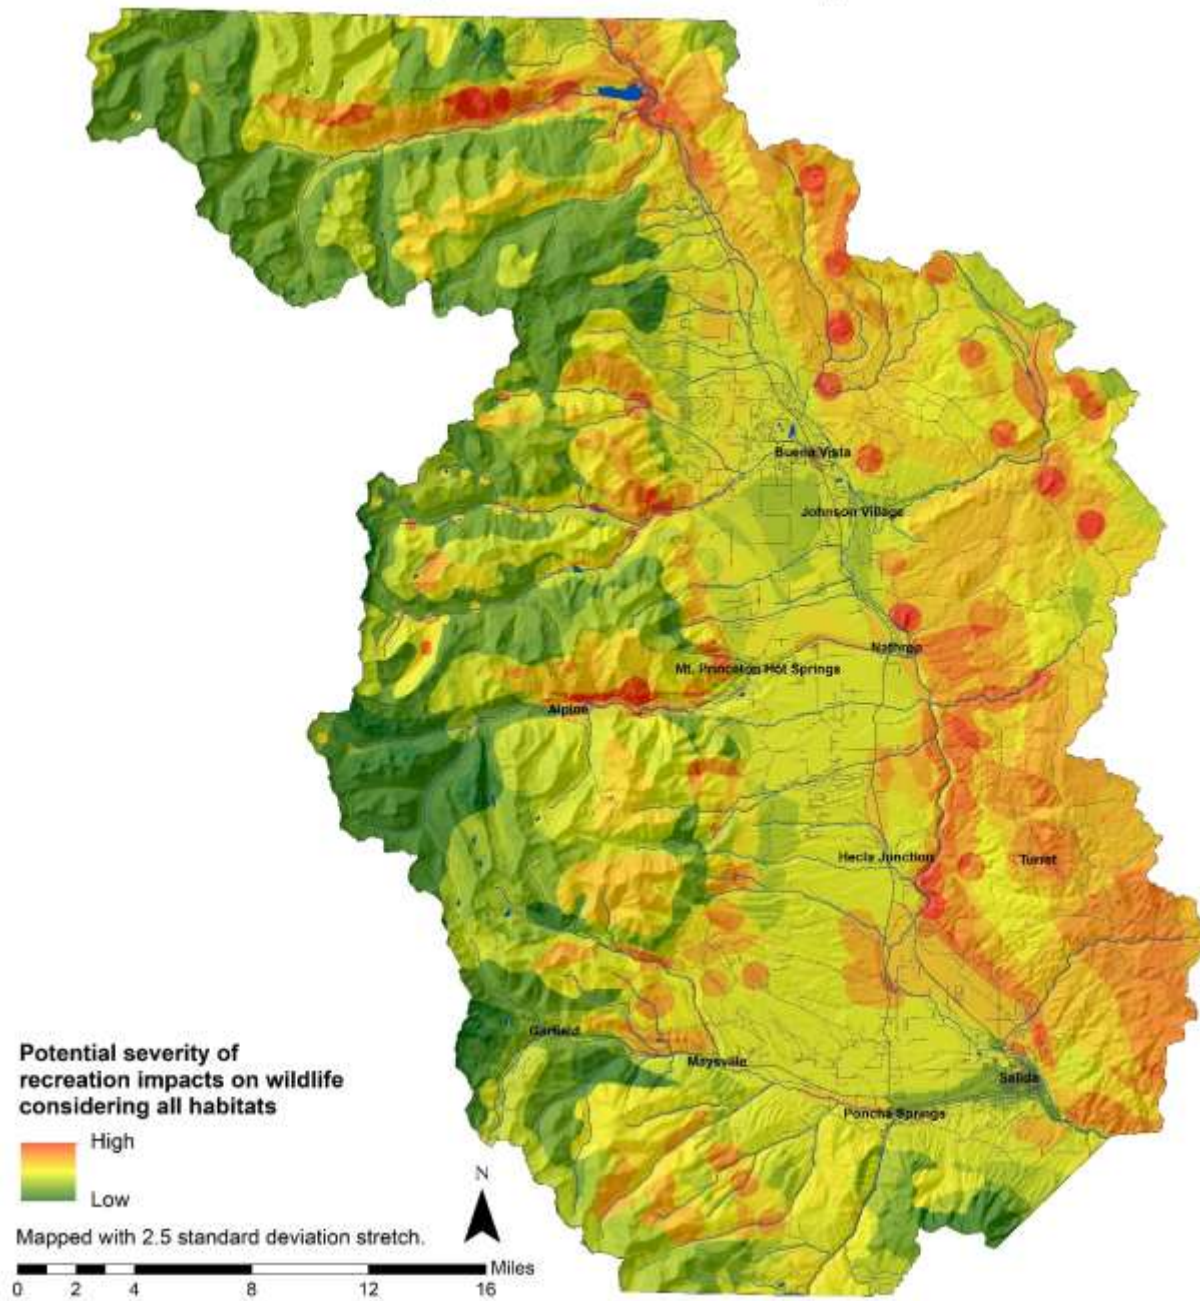 Buena Vista
Johnson Village
Nathrop
Mt. Princeton Hot Springs
Alpine
Hecla Junction
Turret
Garfield
Maysville
Salida
Poncha Springs
Potential severity of
recreation impacts on wildlife
considering all habitats
High
Low
N
Mapped with 2.5 standard deviation stretch.
Miles
0 2 4 8 12 16